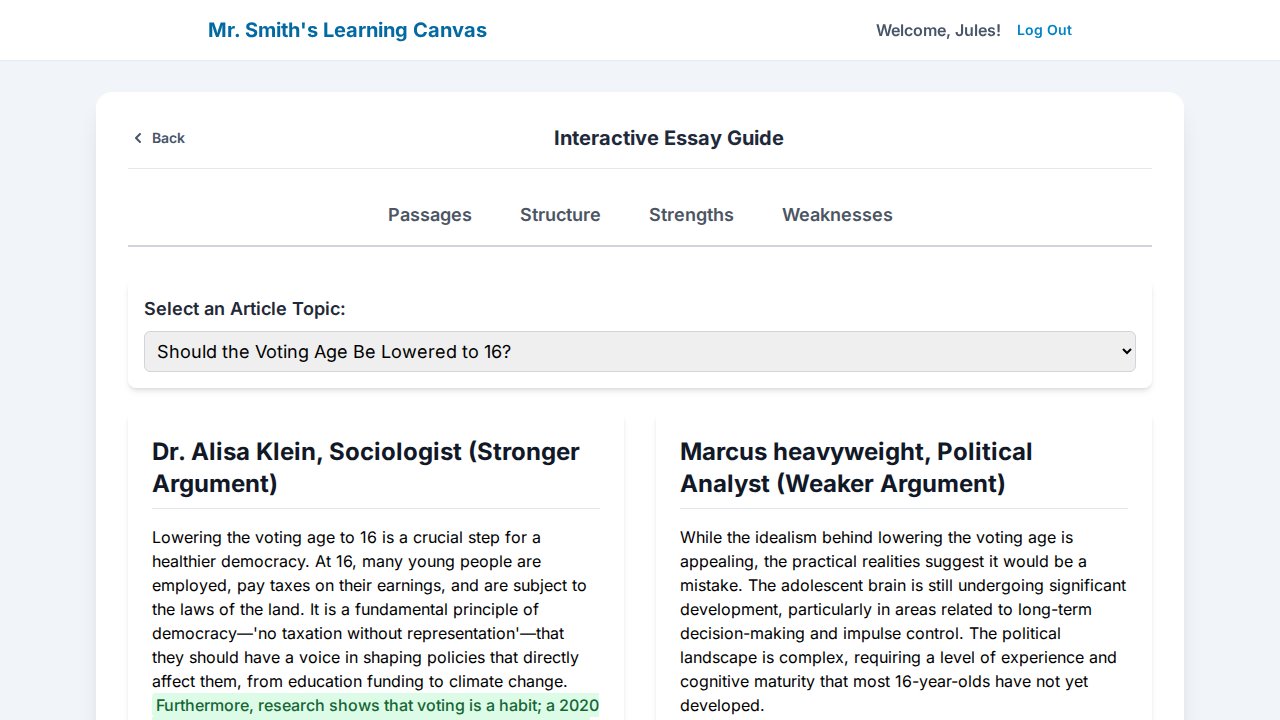 Mr. Smith's Learning Canvas
Welcome, Jules!
Log Out
Back
Interactive Essay Guide
Passages
Structure
Strengths
Weaknesses
Select an Article Topic:
Should the Voting Age Be Lowered to 16?
Dr. Alisa Klein, Sociologist (Stronger
Argument)
Lowering the voting age to 16 is a crucial step for a
healthier democracy. At 16, many young people are
employed, pay taxes on their earnings, and are subject to
the laws of the land. It is a fundamental principle of
democracy—'no taxation without representation'—that
they should have a voice in shaping policies that directly
affect them, from education funding to climate change.
Furthermore, research shows that voting is a habit; a 2020
Marcus heavyweight, Political
Analyst (Weaker Argument)
While the idealism behind lowering the voting age is
appealing, the practical realities suggest it would be a
mistake. The adolescent brain is still undergoing significant
development, particularly in areas related to long-term
decision-making and impulse control. The political
landscape is complex, requiring a level of experience and
cognitive maturity that most 16-year-olds have not yet
developed.